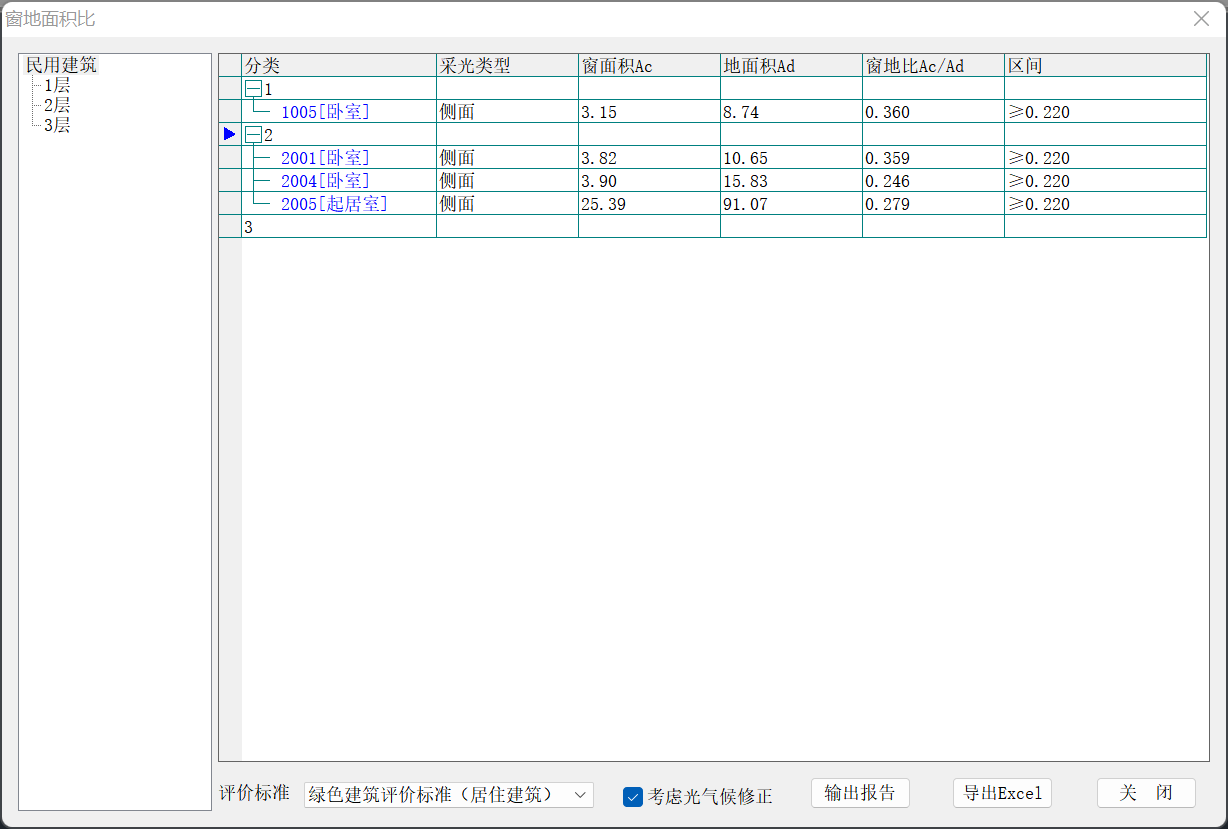 窗地面积比
民用建筑
1层
2层
3层
分类 采光类型 窗面积Ac 地面积Ad 窗地比Ac/Ad 区间
1
1005[卧室] 侧面 3.15 8.74 0.360 ≥0.220
2
2001[卧室] 侧面 3.82 10.65 0.359 ≥0.220
2004[卧室] 侧面 3.90 15.83 0.246 ≥0.220
2005[起居室] 侧面 25.39 91.07 0.279 ≥0.220
3
评价标准 绿色建筑评价标准（居住建筑） 考虑光气候修正 输出报告 导出Excel 关 闭